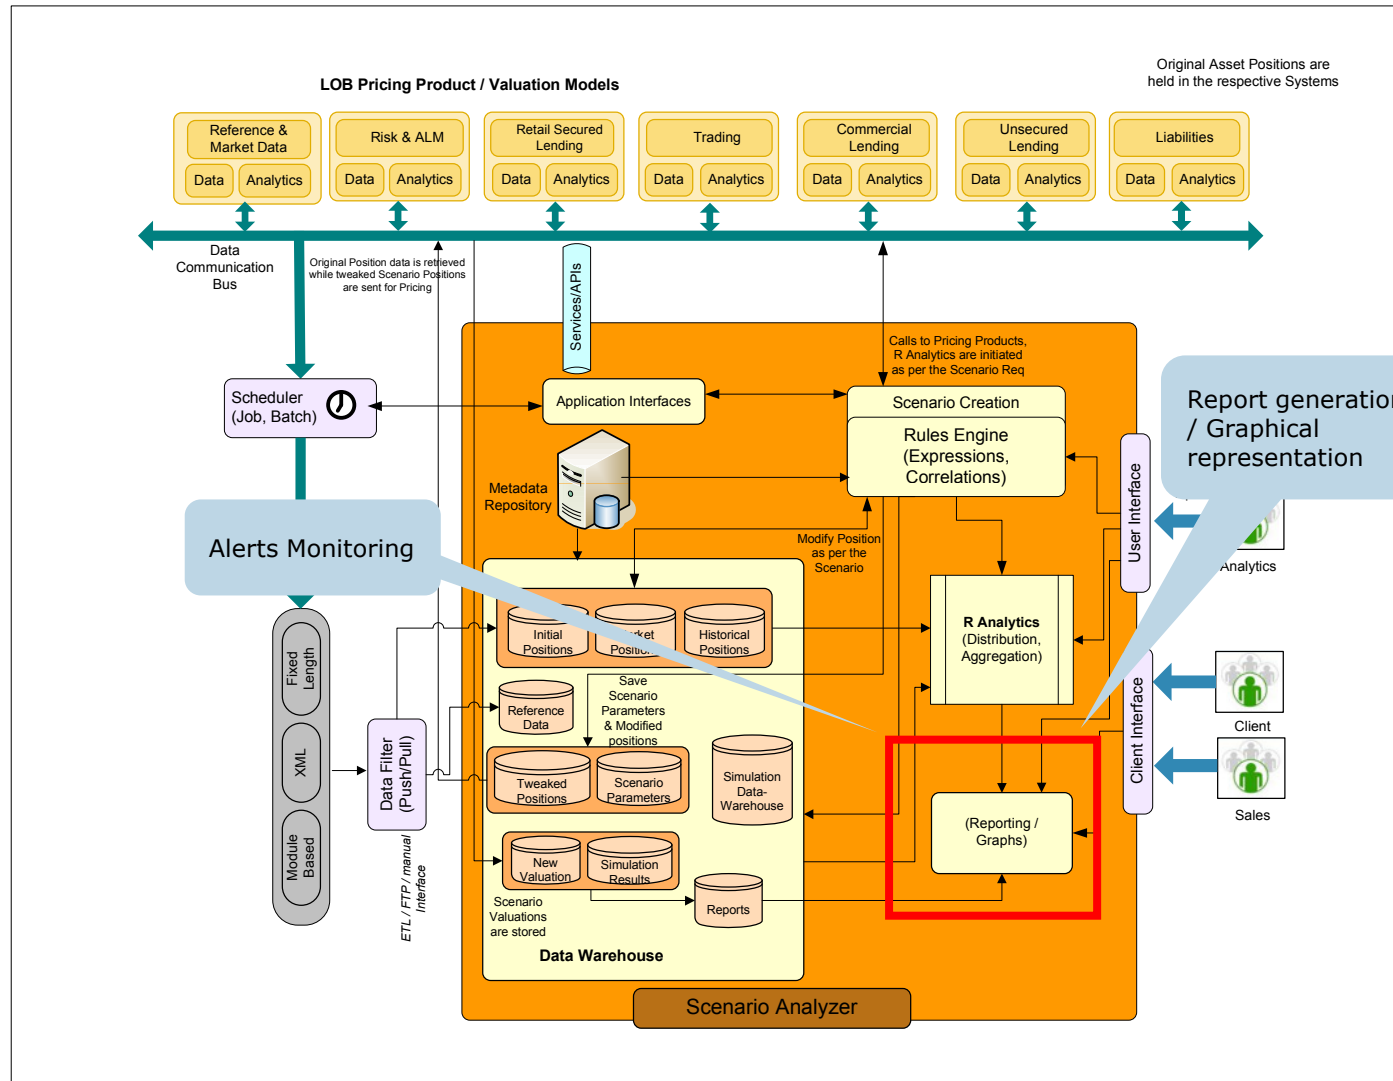 LOB Pricing Product / Valuation Models
Original Asset Positions are
held in the respective Systems
Reference &
Market Data
Data
Analytics
Risk & ALM
Data
Analytics
Retail Secured
Lending
Data
Analytics
Trading
Data
Analytics
Commercial
Lending
Data
Analytics
Unsecured
Lending
Data
Analytics
Liabilities
Data
Analytics
Data
Communication
Bus
Original Position data is retrieved
while tweaked Scenario Positions
are sent for Pricing
Services/APIs
Calls to Pricing Products,
R Analytics are initiated
as per the Scenario Req
Scheduler
(Job, Batch)
Application Interfaces
Scenario Creation
Rules Engine
(Expressions,
Correlations)
Report generation
/ Graphical
representation
Metadata
Repository
User Interface
Analytics
Alerts Monitoring
Modify Position
as per the
Scenario
Initial
Positions
Positions
Historical
Positions
R Analytics
(Distribution,
Aggregation)
Fixed
Length
XML
Module
Based
Data Filter
(Push/Pull)
ETL / FTP / manual
Interface
Reference
Data
Save
Scenario
Parameters
& Modified
positions
Tweaked
Positions
Scenario
Parameters
Simulation
Data-
Warehouse
Client Interface
Client
Sales
(Reporting /
Graphs)
New
Valuation
Simulation
Results
Reports
Scenario
Valuations
are stored
Data Warehouse
Scenario Analyzer